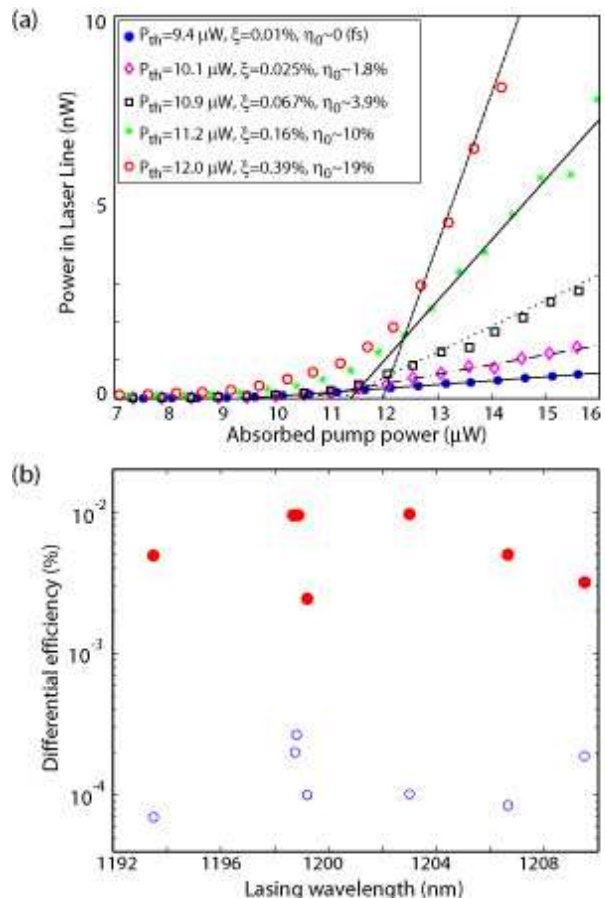 (a)
10
5
0
Power in Laser Line (nW)
P_th=9.4 μW, ξ=0.01%, η_0~0 (fs)
P_th=10.1 μW, ξ=0.025%, η_0~1.8%
P_th=10.9 μW, ξ=0.067%, η_0~3.9%
P_th=11.2 μW, ξ=0.16%, η_0~10%
P_th=12.0 μW, ξ=0.39%, η_0~19%
7 8 9 10 11 12 13 14 15 16
Absorbed pump power (μW)
(b)
10^-2
10^-3
10^-4
Differential efficiency (%)
1192 1196 1200 1204 1208
Lasing wavelength (nm)